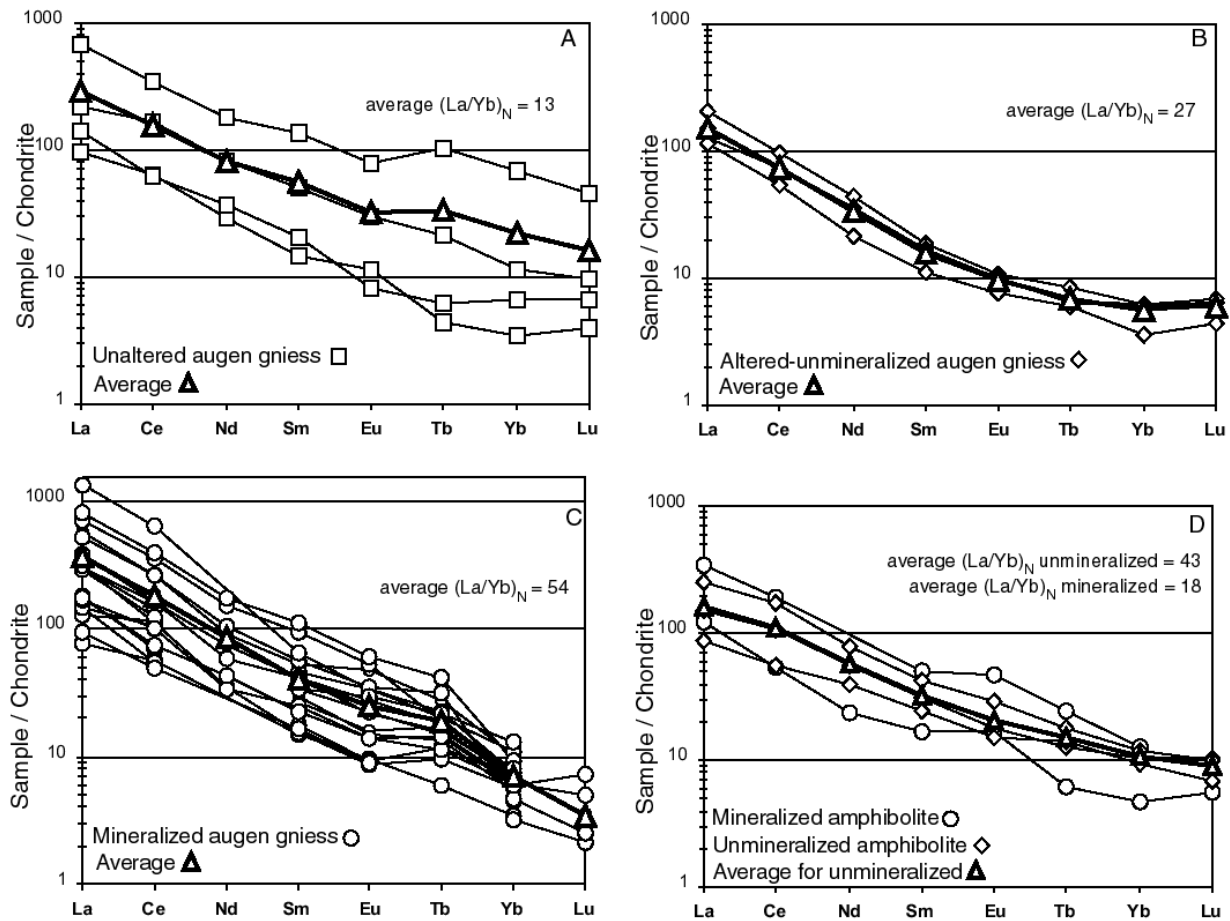 A
1000
100
10
1
Sample / Chondrite
average (La/Yb)N = 13
Unaltered augen gniess
Average
La Ce Nd Sm Eu Tb Yb Lu
B
1000
100
10
1
Sample / Chondrite
average (La/Yb)N = 27
Altered-unmineralized augen gniess
Average
La Ce Nd Sm Eu Tb Yb Lu
C
1000
100
10
1
Sample / Chondrite
average (La/Yb)N = 54
Mineralized augen gniess
Average
La Ce Nd Sm Eu Tb Yb Lu
D
1000
100
10
1
Sample / Chondrite
average (La/Yb)N unmineralized = 43
average (La/Yb)N mineralized = 18
Mineralized amphibolite
Unmineralized amphibolite
Average for unmineralized
La Ce Nd Sm Eu Tb Yb Lu